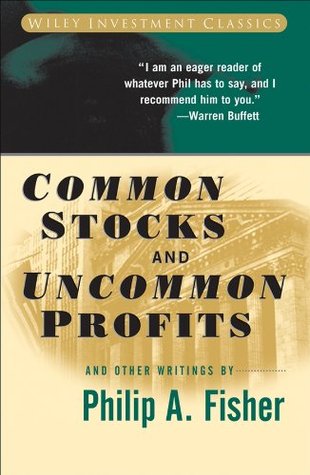 WILEY INVESTMENT CLASSICS
"I am an eager reader of
whatever Phil has to say, and I
recommend him to you."
—Warren Buffett
COMMON
STOCKS
AND
UNCOMMON
PROFITS
AND OTHER WRITINGS BY
Philip A. Fisher